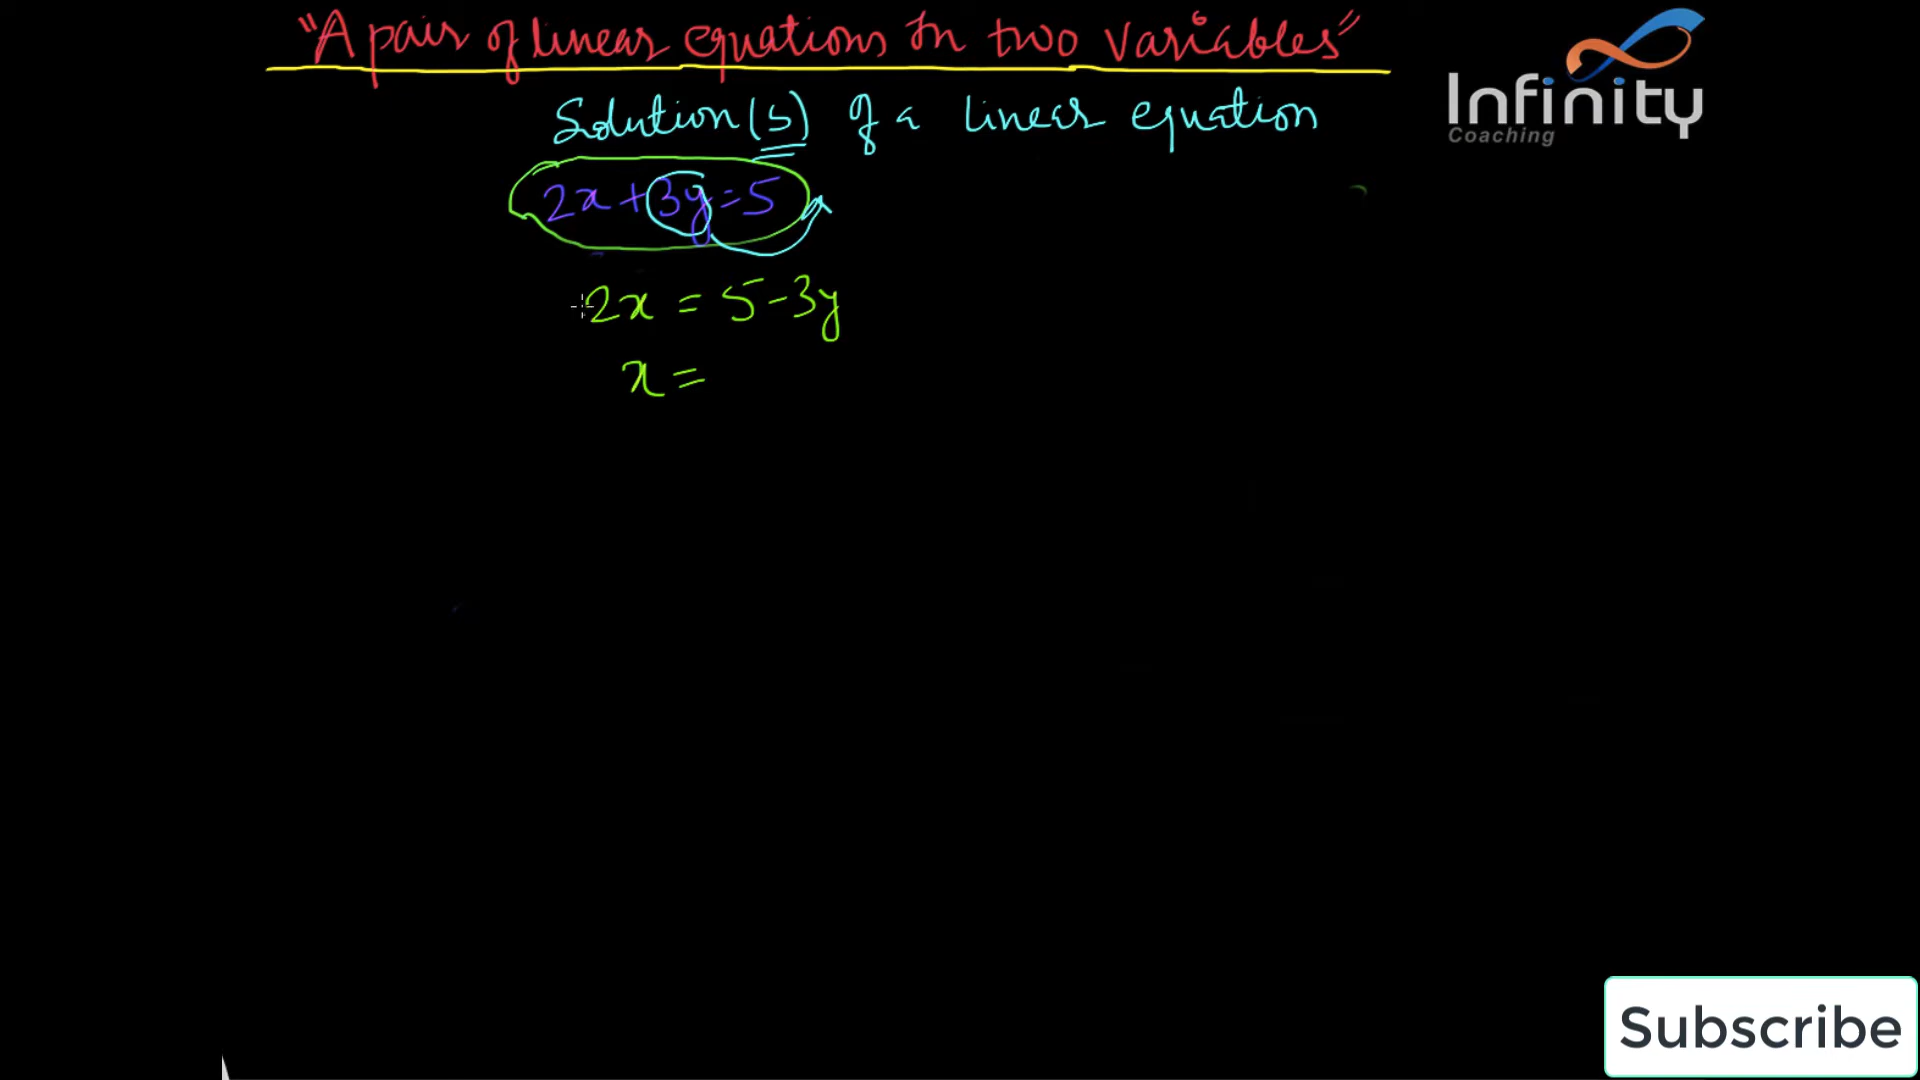 "A pair of linear equations In two variables"
Infinity
Coaching
Solution(s) of a linear equation
2x+3y=5
2x = 5-3y
x =
Subscribe